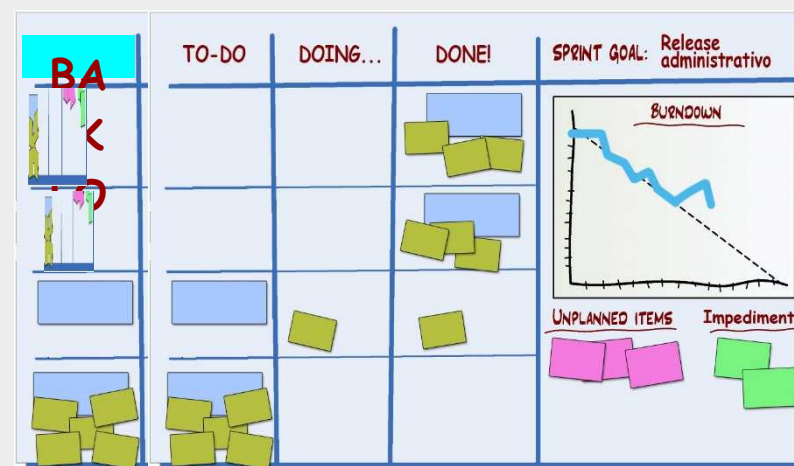 BA
K
TO-DO
DOING...
DONE!
SPRINT GOAL: Release
administrativo
BURNDOWN
UNPLANNED ITEMS
Impediment